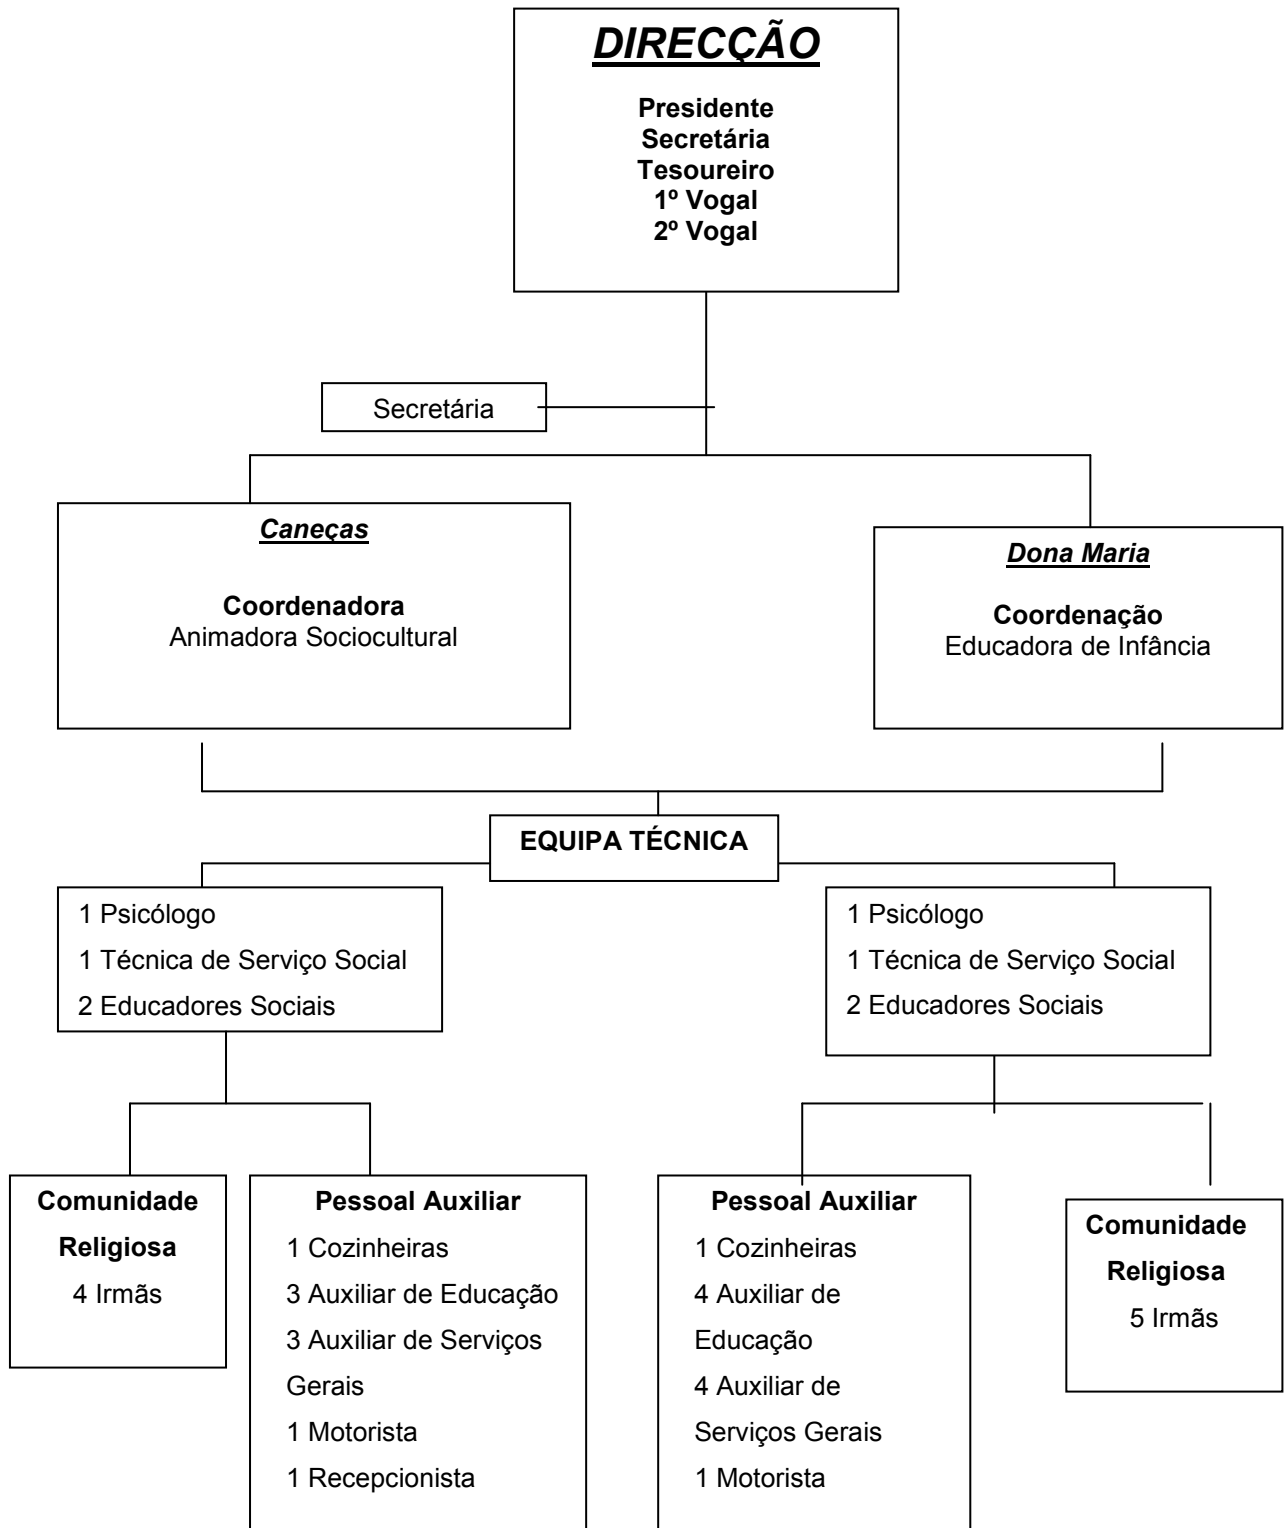 DIRECÇÃO
Presidente
Secretária
Tesoureiro
1º Vogal
2º Vogal
Secretária
Caneças
Coordenadora
Animadora Sociocultural
Dona Maria
Coordenação
Educadora de Infância
EQUIPA TÉCNICA
1 Psicólogo
1 Técnica de Serviço Social
2 Educadores Sociais
1 Psicólogo
1 Técnica de Serviço Social
2 Educadores Sociais
Comunidade
Religiosa
4 Irmãs
Pessoal Auxiliar
1 Cozinheiras
3 Auxiliar de Educação
3 Auxiliar de Serviços
Gerais
1 Motorista
1 Recepcionista
Pessoal Auxiliar
1 Cozinheiras
4 Auxiliar de
Educação
4 Auxiliar de
Serviços Gerais
1 Motorista
Comunidade
Religiosa
5 Irmãs